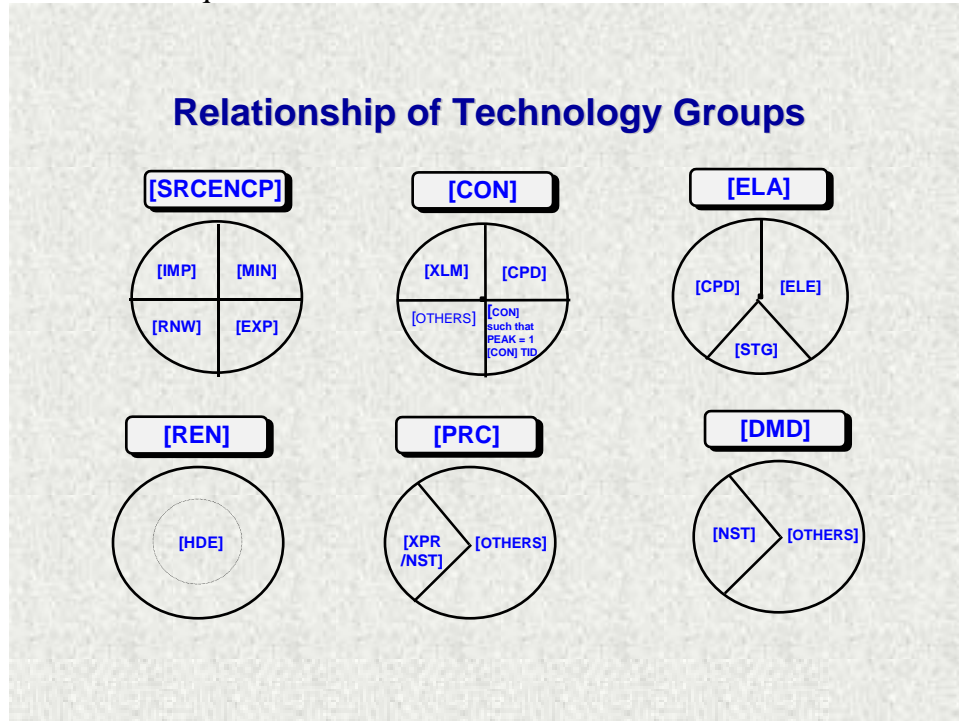 Relationship of Technology Groups
[SRCENCP]
[IMP] [MIN]
[RNW] [EXP]
[CON]
[XLM] [CPD]
[OTHERS]
[CON]
such that
PEAK = 1
[CON] TID
[ELA]
[CPD] [ELE]
[STG]
[REN]
[HDE]
[PRC]
[XPR
/NST]
[OTHERS]
[DMD]
[NST] [OTHERS]